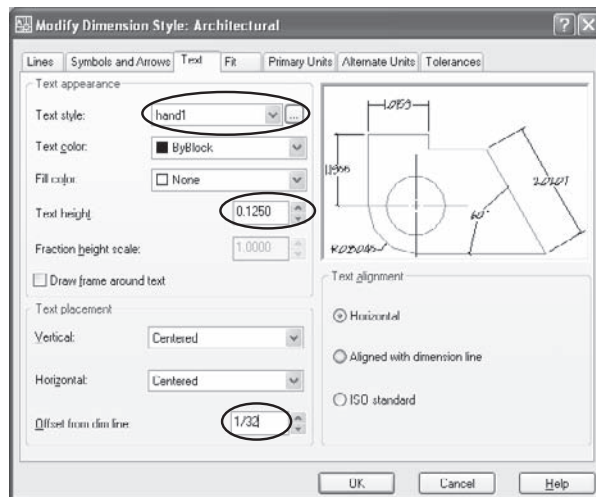 Modify Dimension Style: Architectural
Lines Symbols and Arrows Text Fit Primary Units Alternate Units Tolerances
Text appearance
Text style: hand1 ...
Text color: ByBlock
Fill color: None
Text height: 0.1250
Fraction height scale: 1.0000
Draw frame around text
Text placement
Vertical: Centered
Horizontal: Centered
Offset from dim line: 1/32
60°
Text alignment
Horizontal
Aligned with dimension line
ISO standard
OK Cancel Help